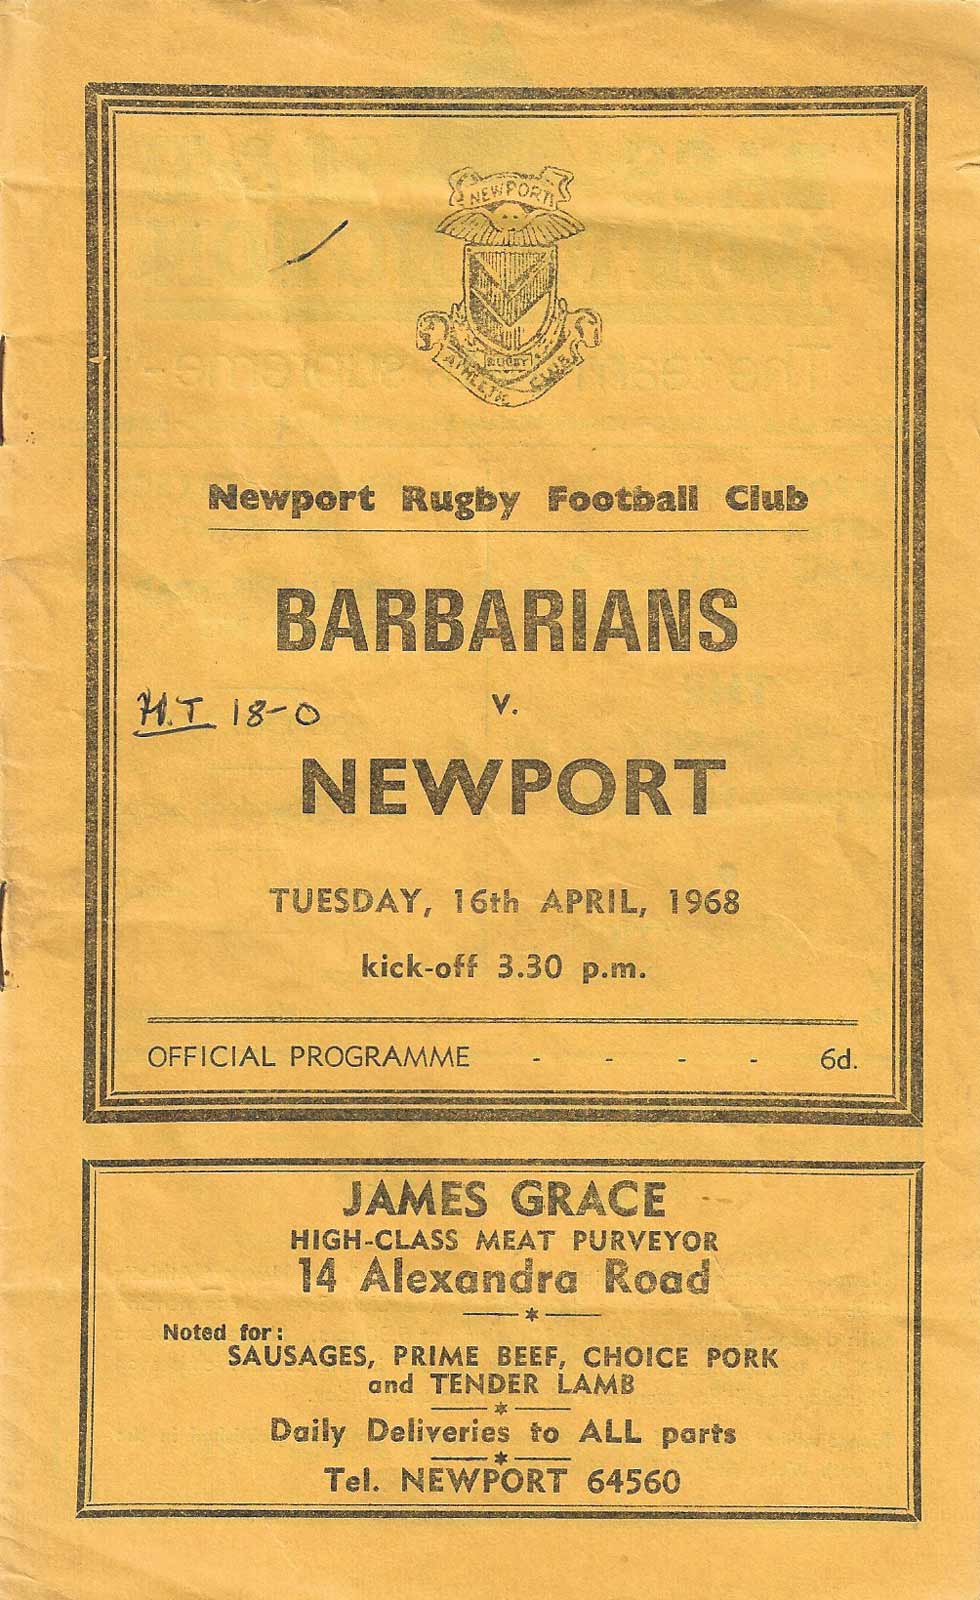 NEWPORT
RUGBY
ATHLETIC CLUB
Newport Rugby Football Club
BARBARIANS
H.T 18-0
v.
NEWPORT
TUESDAY, 16th APRIL, 1968
kick-off 3.30 p.m.
OFFICIAL PROGRAMME - - - - 6d.
JAMES GRACE
HIGH-CLASS MEAT PURVEYOR
14 Alexandra Road
Noted for:
SAUSAGES, PRIME BEEF, CHOICE PORK
and TENDER LAMB
Daily Deliveries to ALL parts
Tel. NEWPORT 64560